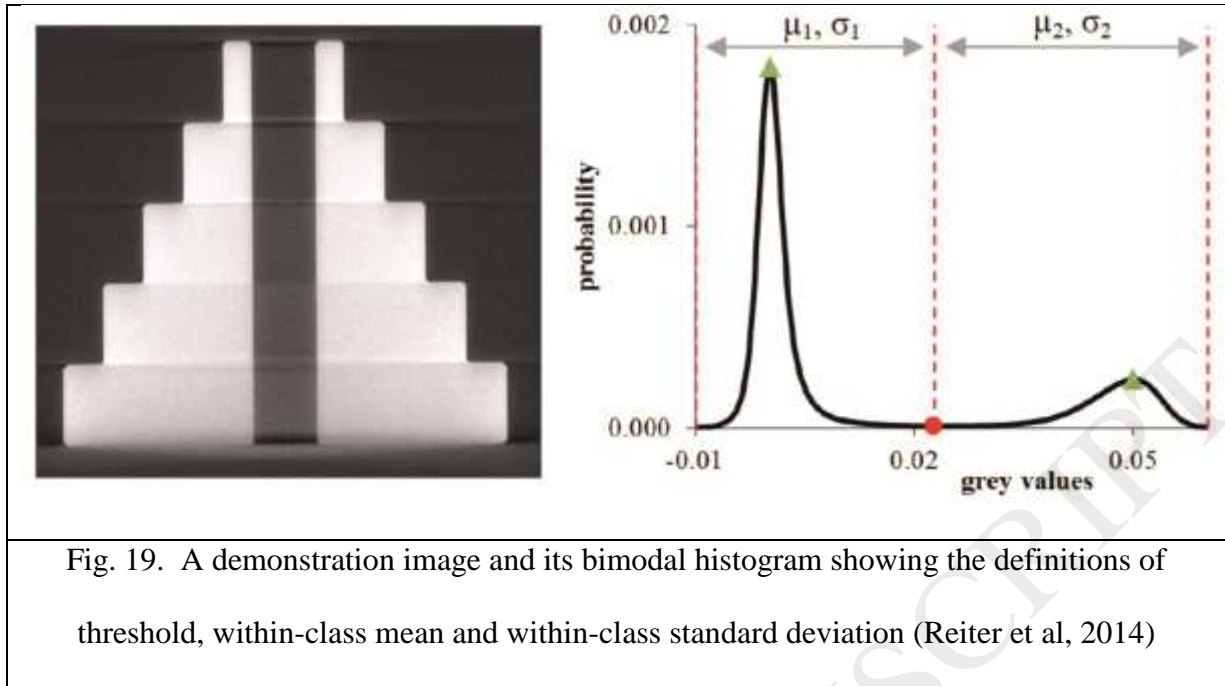 0.002
μ1, σ1
μ2, σ2
probability
0.001
0.000
-0.01
0.02
0.05
grey values
Fig. 19. A demonstration image and its bimodal histogram showing the definitions of
threshold, within-class mean and within-class standard deviation (Reiter et al, 2014)
SCRIPT